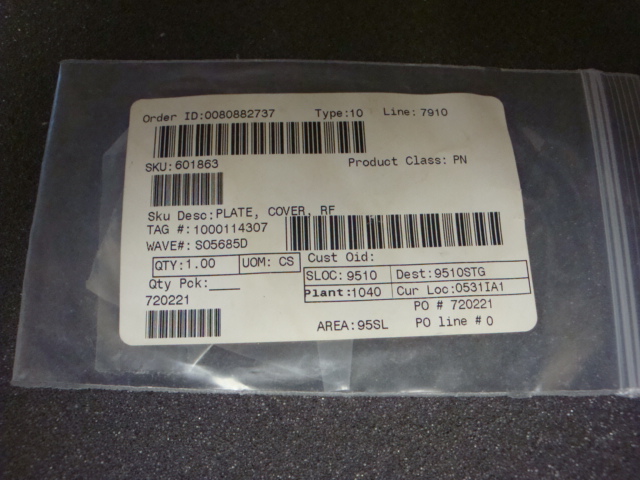 Order ID:0080882737 Type:10 Line: 7910
SKU:601863 Product Class: PN
Sku Desc:PLATE, COVER, RF
TAG #:1000114307
WAVE#: SO5685D
QTY:1.00 UOM: CS Cust Oid:
SLOC: 9510 Dest:9510STG
Qty Pck:____ Plant:1040 Cur Loc:0531IA1
720221 PO # 720221
AREA:95SL PO line # 0